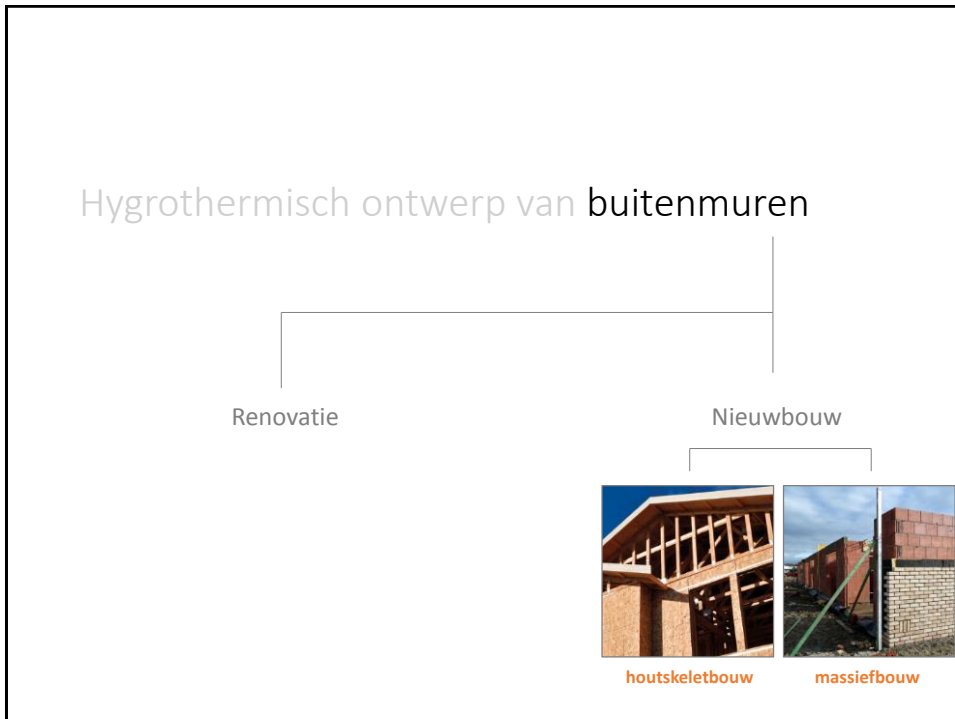 Hygrothermisch ontwerp van buitenmuren
Renovatie
Nieuwbouw
houtskeletbouw
massiefbouw